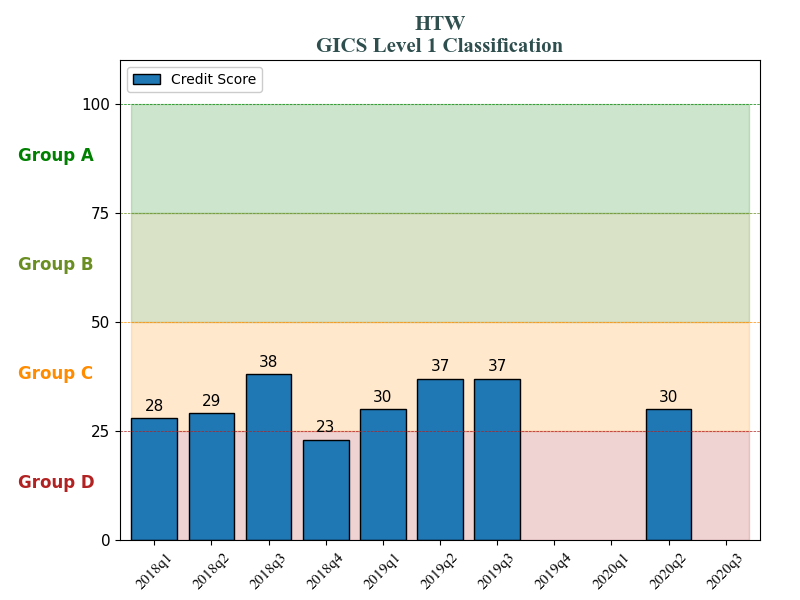 HTW
GICS Level 1 Classification
Credit Score
100
Group A
75
Group B
50
Group C
25
Group D
0
28
29
38
23
30
37
37
30
2018q1
2018q2
2018q3
2018q4
2019q1
2019q2
2019q3
2019q4
2020q1
2020q2
2020q3